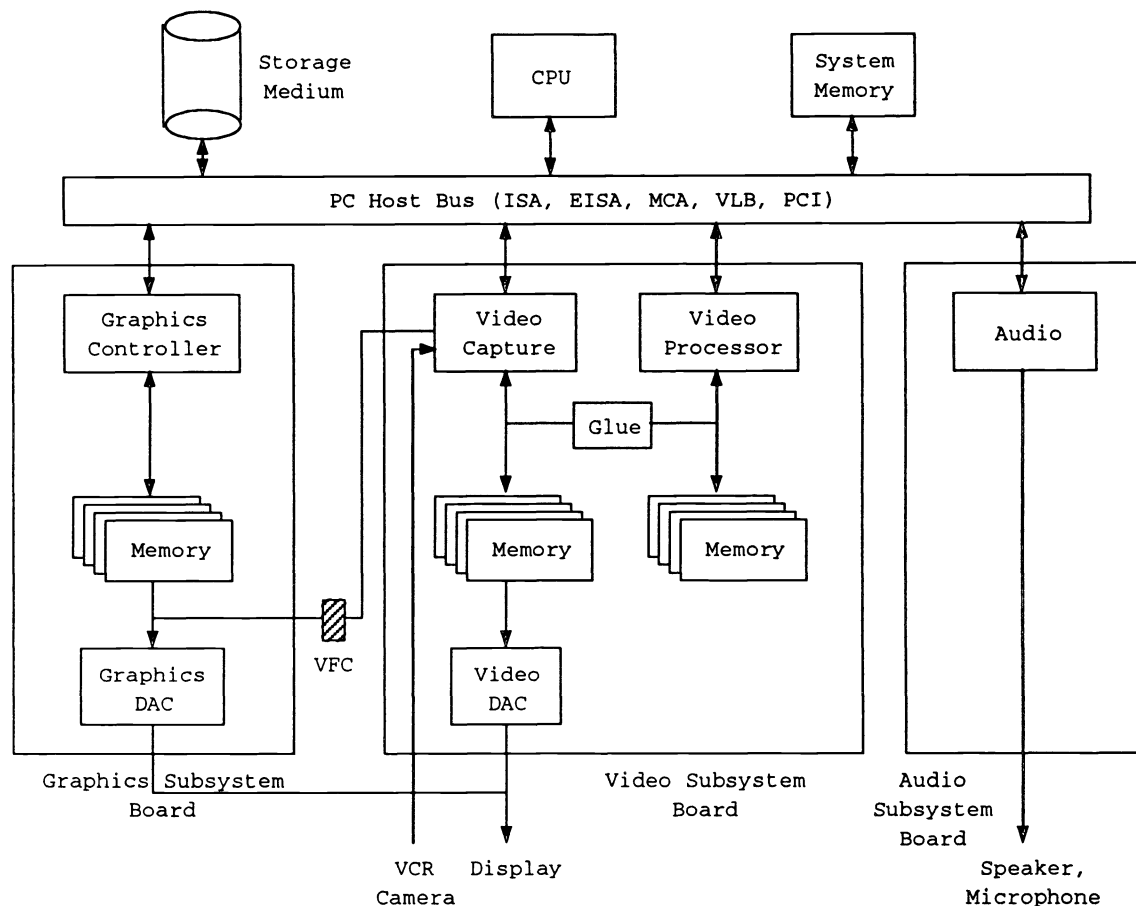 Storage
Medium
CPU
System
Memory
PC Host Bus (ISA, EISA, MCA, VLB, PCI)
Graphics
Controller
Video
Capture
Video
Processor
Audio
Glue
Memory
Memory
Memory
VFC
Graphics
DAC
Video
DAC
Graphics Subsystem
Board
Video Subsystem
Board
Audio
Subsystem
Board
VCR
Camera
Display
Speaker,
Microphone